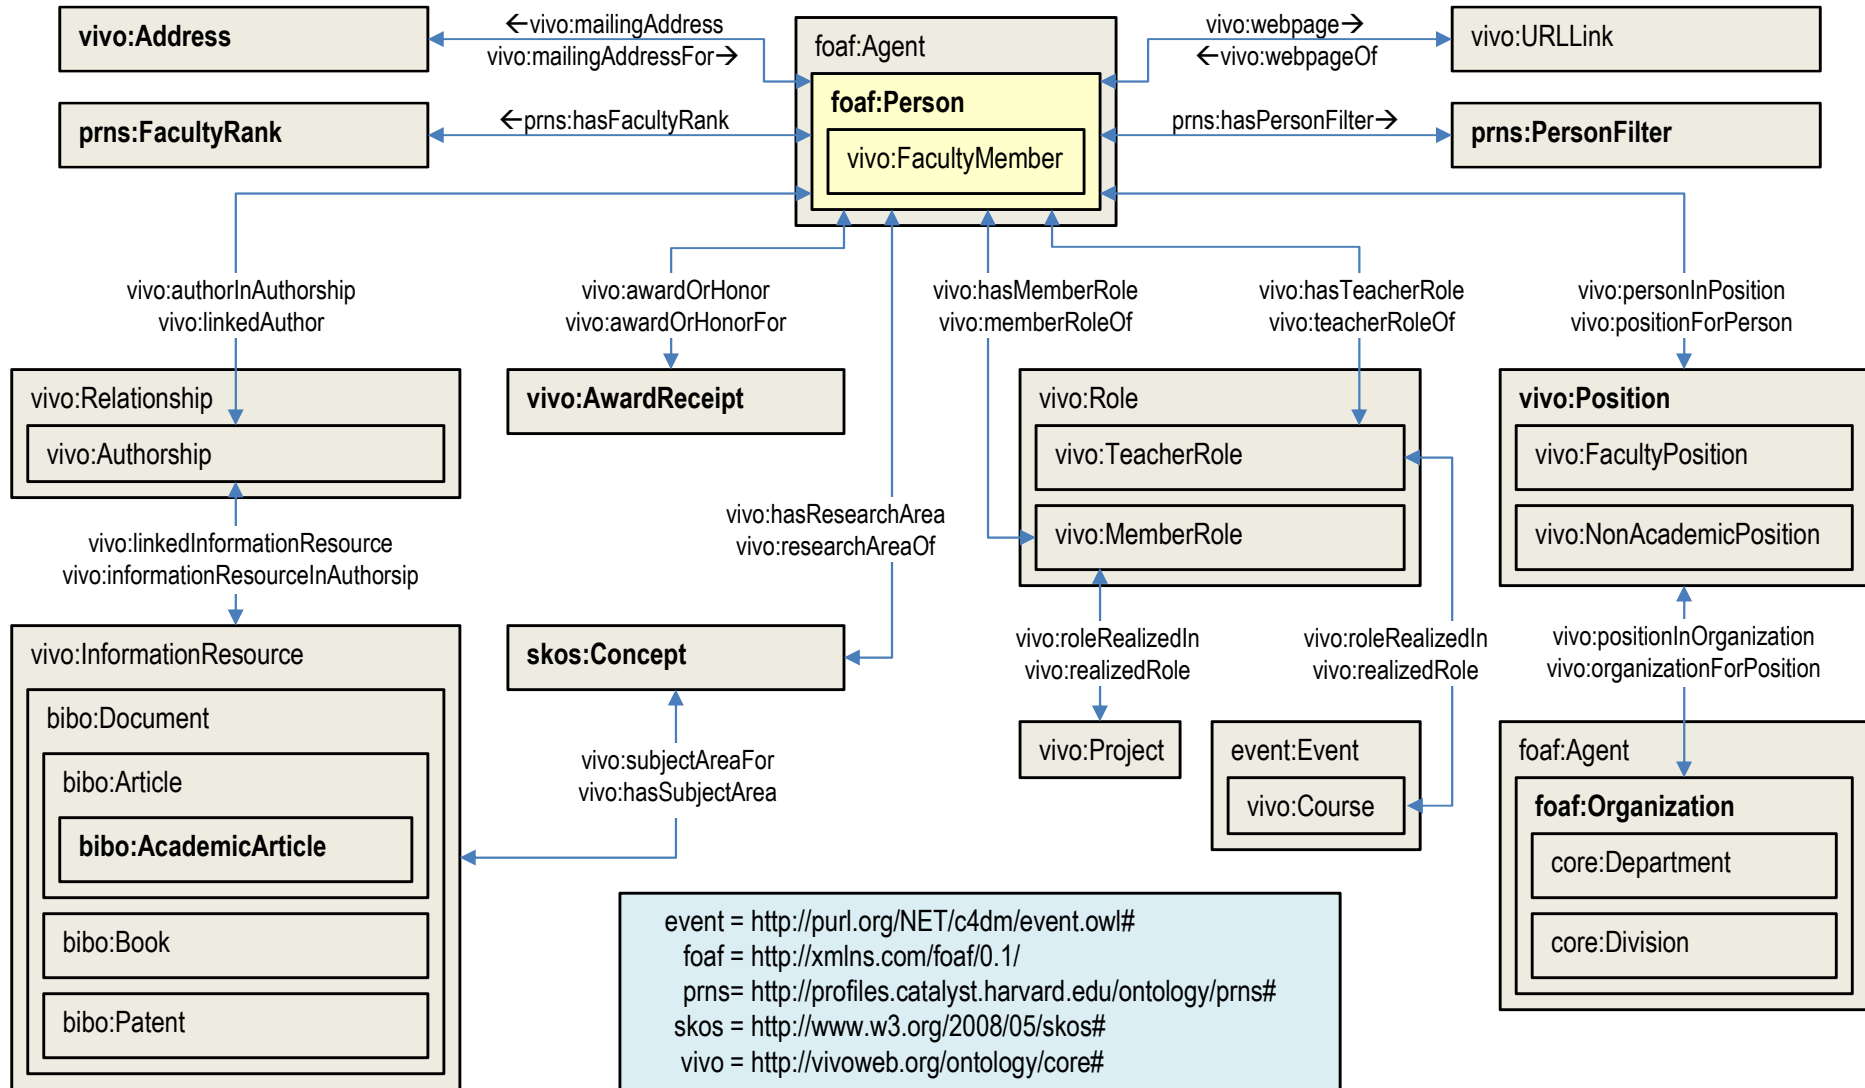 vivo:Address
←vivo:mailingAddress
vivo:mailingAddressFor→
foaf:Agent
vivo:webpage→
←vivo:webpageOf
vivo:URLLink
foaf:Person
prns:FacultyRank
←prns:hasFacultyRank
vivo:FacultyMember
prns:hasPersonFilter→
prns:PersonFilter
vivo:authorInAuthorship
vivo:linkedAuthor
vivo:awardOrHonor
vivo:awardOrHonorFor
vivo:hasMemberRole
vivo:memberRoleOf
vivo:hasTeacherRole
vivo:teacherRoleOf
vivo:personInPosition
vivo:positionForPerson
vivo:Relationship
vivo:Authorship
vivo:AwardReceipt
vivo:Role
vivo:TeacherRole
vivo:MemberRole
vivo:Position
vivo:FacultyPosition
vivo:NonAcademicPosition
vivo:hasResearchArea
vivo:researchAreaOf
vivo:linkedInformationResource
vivo:informationResourceInAuthorsip
vivo:roleRealizedIn
vivo:realizedRole
vivo:roleRealizedIn
vivo:realizedRole
vivo:positionInOrganization
vivo:organizationForPosition
vivo:InformationResource
bibo:Document
bibo:Article
bibo:AcademicArticle
bibo:Book
bibo:Patent
skos:Concept
vivo:subjectAreaFor
vivo:hasSubjectArea
vivo:Project
event:Event
vivo:Course
foaf:Agent
foaf:Organization
core:Department
core:Division
event = http://purl.org/NET/c4dm/event.owl#
foaf = http://xmlns.com/foaf/0.1/
prns= http://profiles.catalyst.harvard.edu/ontology/prns#
skos = http://www.w3.org/2008/05/skos#
vivo = http://vivoweb.org/ontology/core#